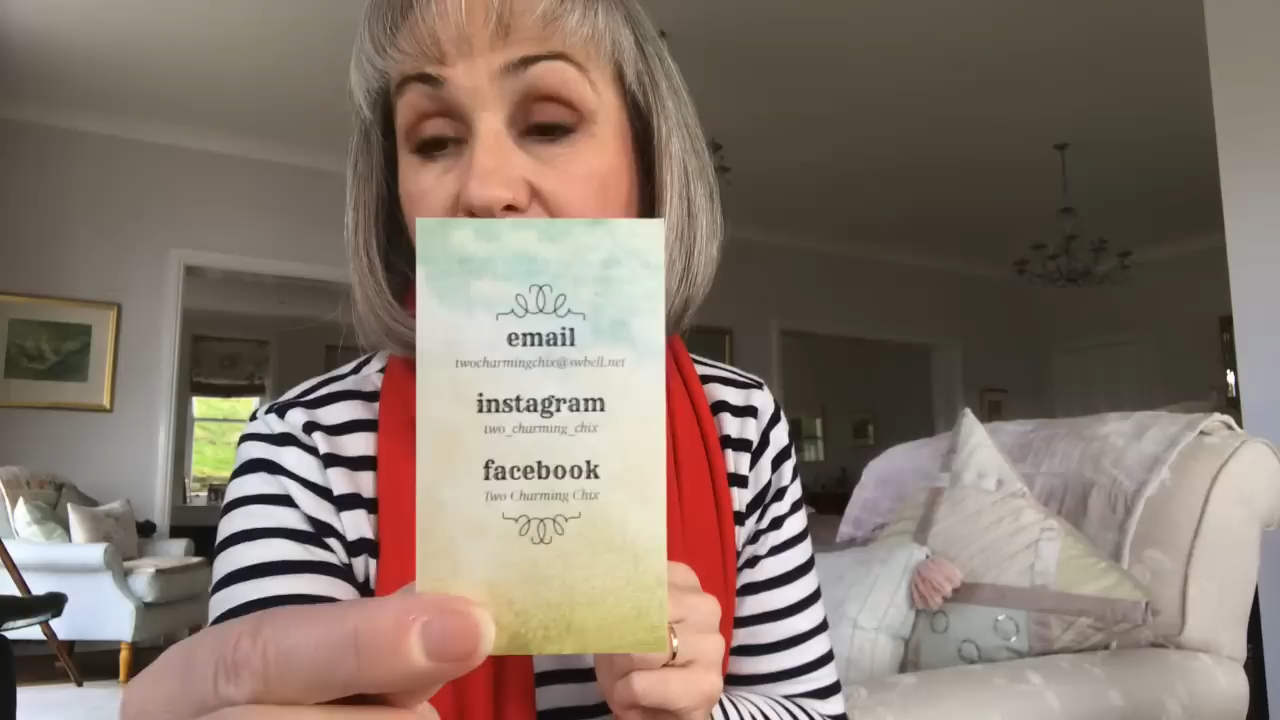 email
twocharmingchix@swbell.net
instagram
two_charming_chix
facebook
Two Charming Chix